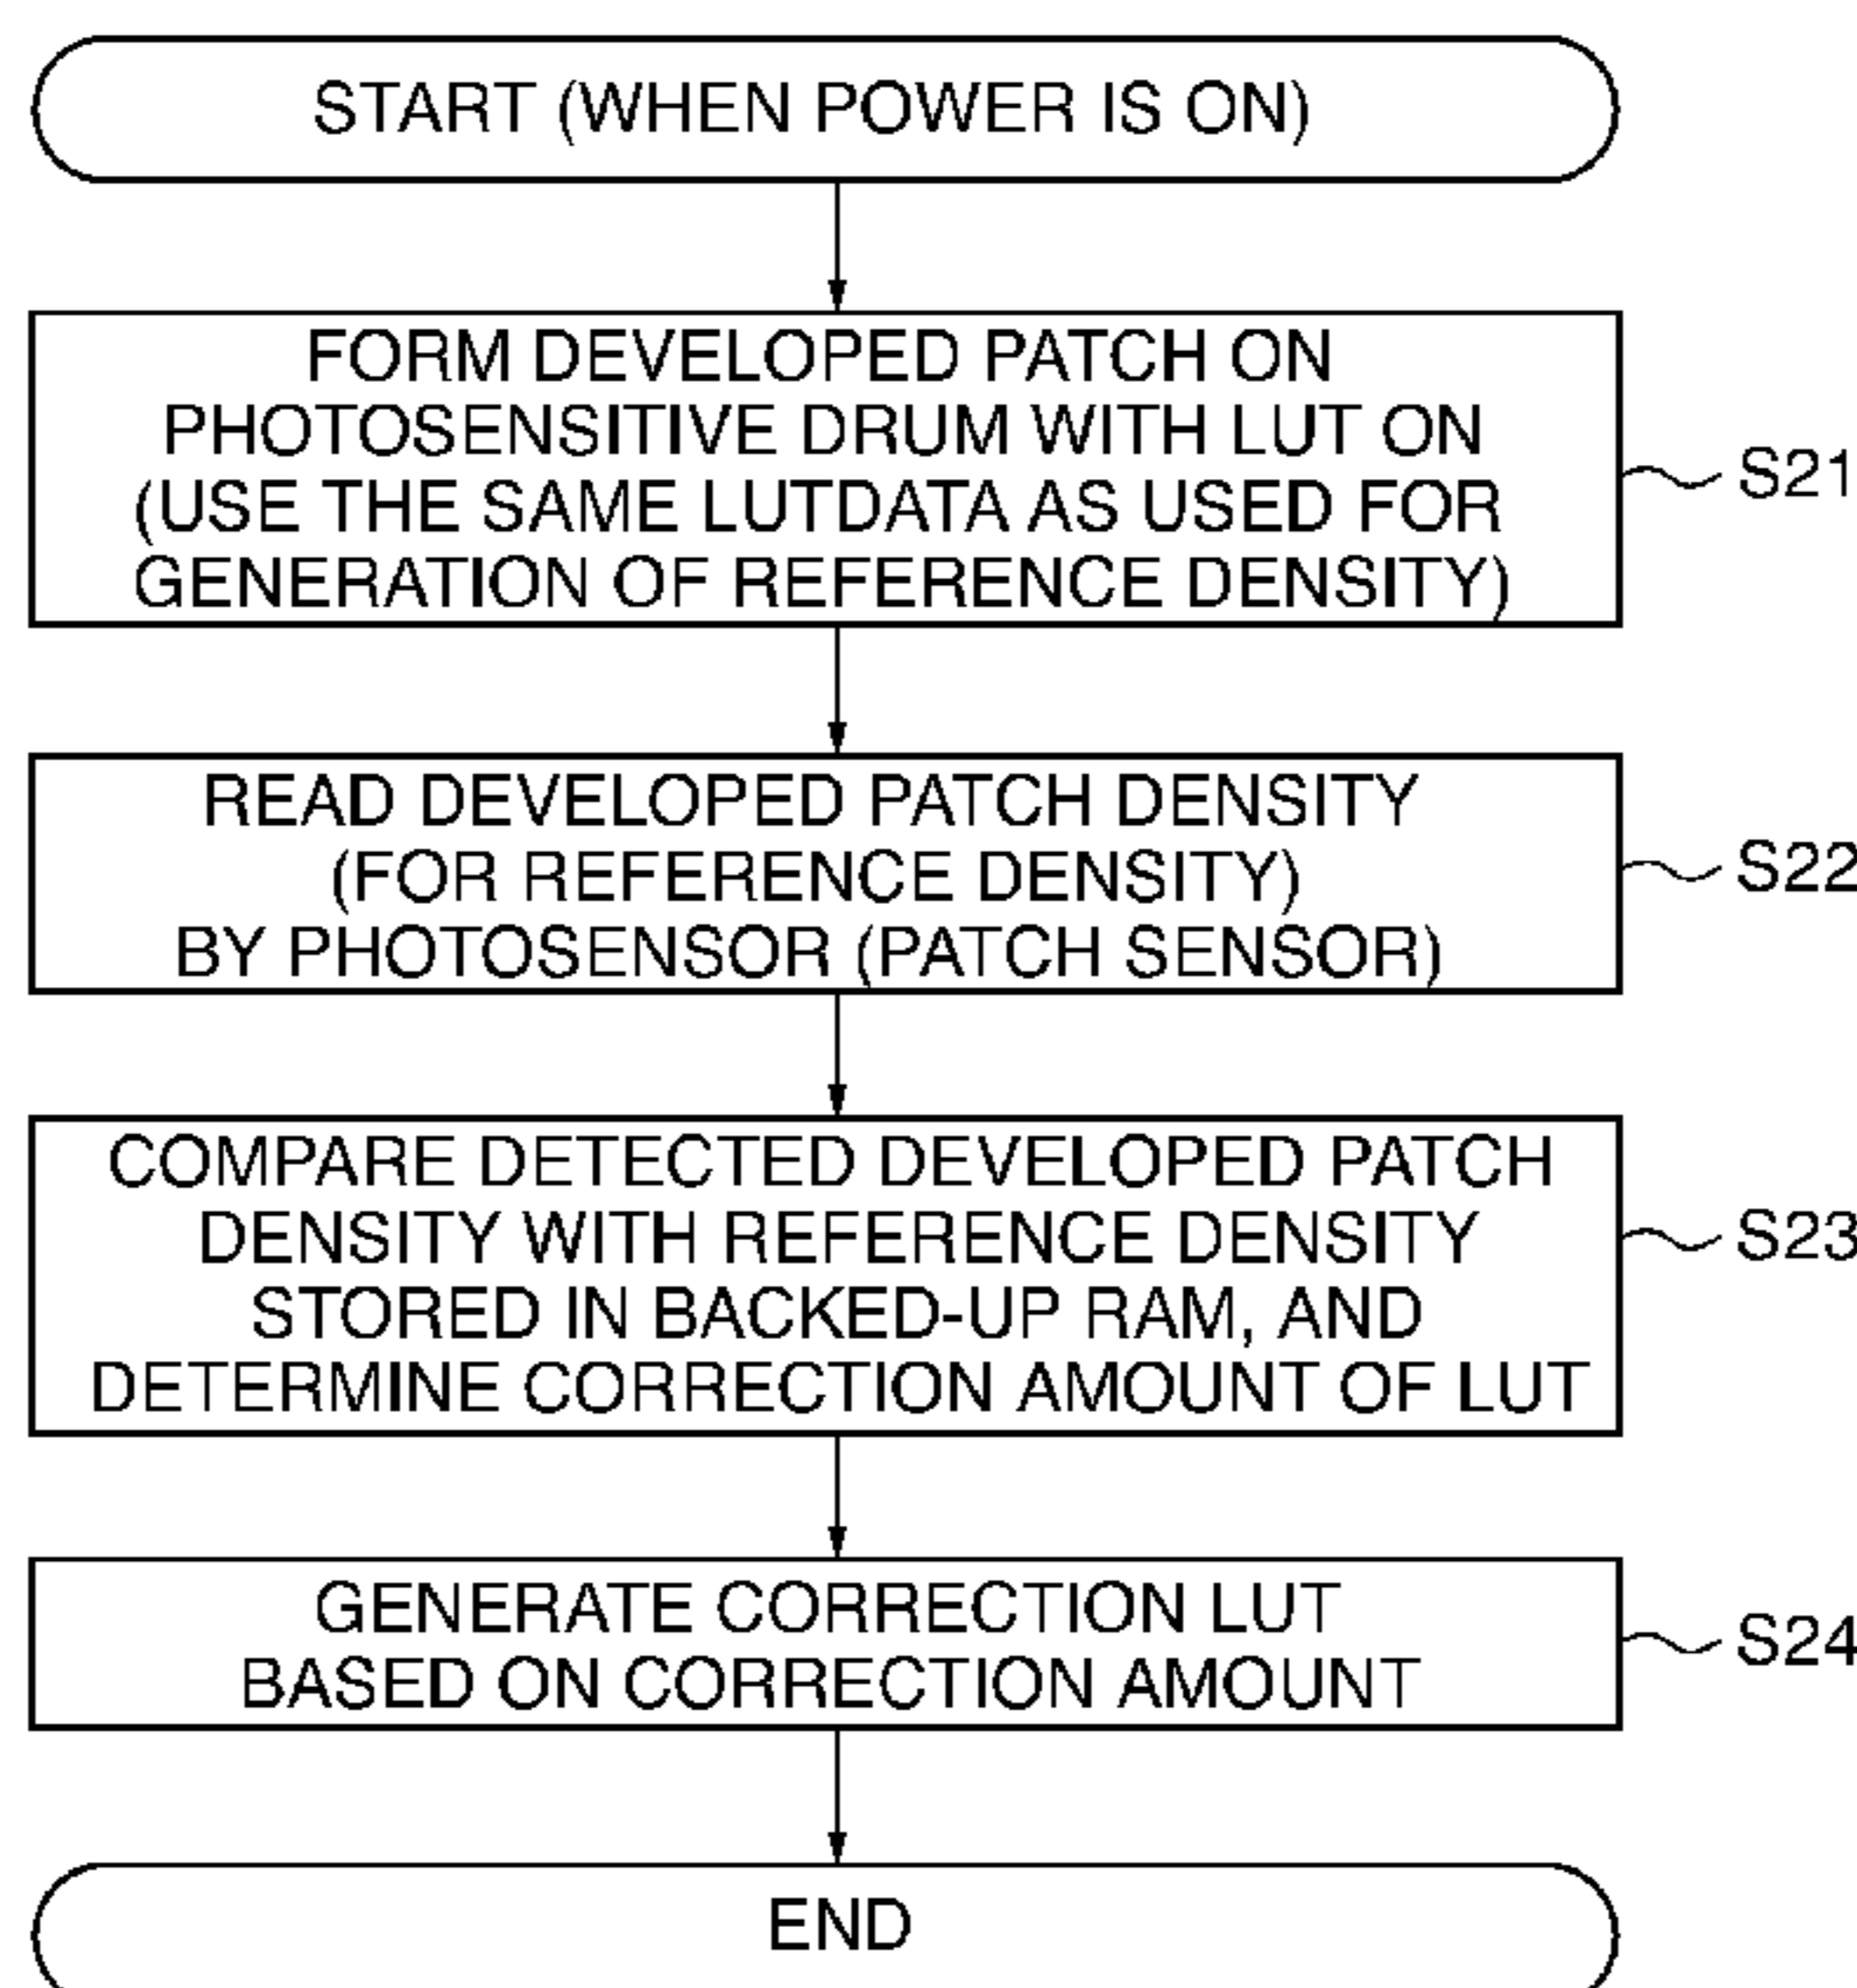 START (WHEN POWER IS ON)
FORM DEVELOPED PATCH ON
PHOTOSENSITIVE DRUM WITH LUT ON
(USE THE SAME LUTDATA AS USED FOR
GENERATION OF REFERENCE DENSITY)
S21
READ DEVELOPED PATCH DENSITY
(FOR REFERENCE DENSITY)
BY PHOTOSENSOR (PATCH SENSOR)
S22
COMPARE DETECTED DEVELOPED PATCH
DENSITY WITH REFERENCE DENSITY
STORED IN BACKED-UP RAM, AND
DETERMINE CORRECTION AMOUNT OF LUT
S23
GENERATE CORRECTION LUT
BASED ON CORRECTION AMOUNT
S24
END